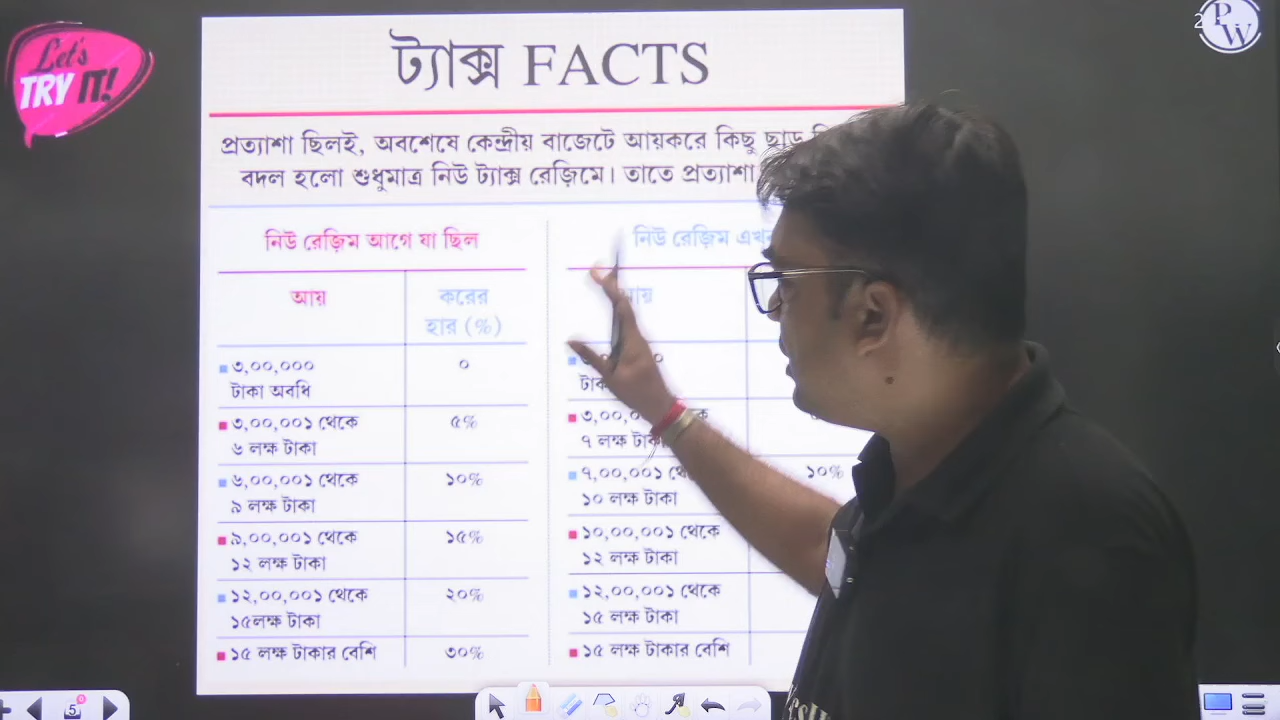 Let's
TRY IT!
PW
ট্যাক্স FACTS
প্রত্যাশা ছিলই, অবশেষে কেন্দ্রীয় বাজেটে আয়করে কিছু ছাড়
বদল হলো শুধুমাত্র নিউ ট্যাক্স রেজ়িমে। তাতে প্রত্যাশা
নিউ রেজ়িম আগে যা ছিল
আয়
করের
হার (%)
৩,০০,০০০
টাকা অবধি
০
৩,০০,০০১ থেকে
৬ লক্ষ টাকা
৫%
৬,০০,০০১ থেকে
৯ লক্ষ টাকা
১০%
৯,০০,০০১ থেকে
১২ লক্ষ টাকা
১৫%
১২,০০,০০১ থেকে
১৫লক্ষ টাকা
২০%
১৫ লক্ষ টাকার বেশি
৩০%
নিউ রেজ়িম
৭ লক্ষ টাকা
৭,০০,০০১
১০ লক্ষ টাকা
১০%
১০,০০,০০১ থেকে
১২ লক্ষ টাকা
১২,০০,০০১ থেকে
১৫ লক্ষ টাকা
১৫ লক্ষ টাকার বেশি
5